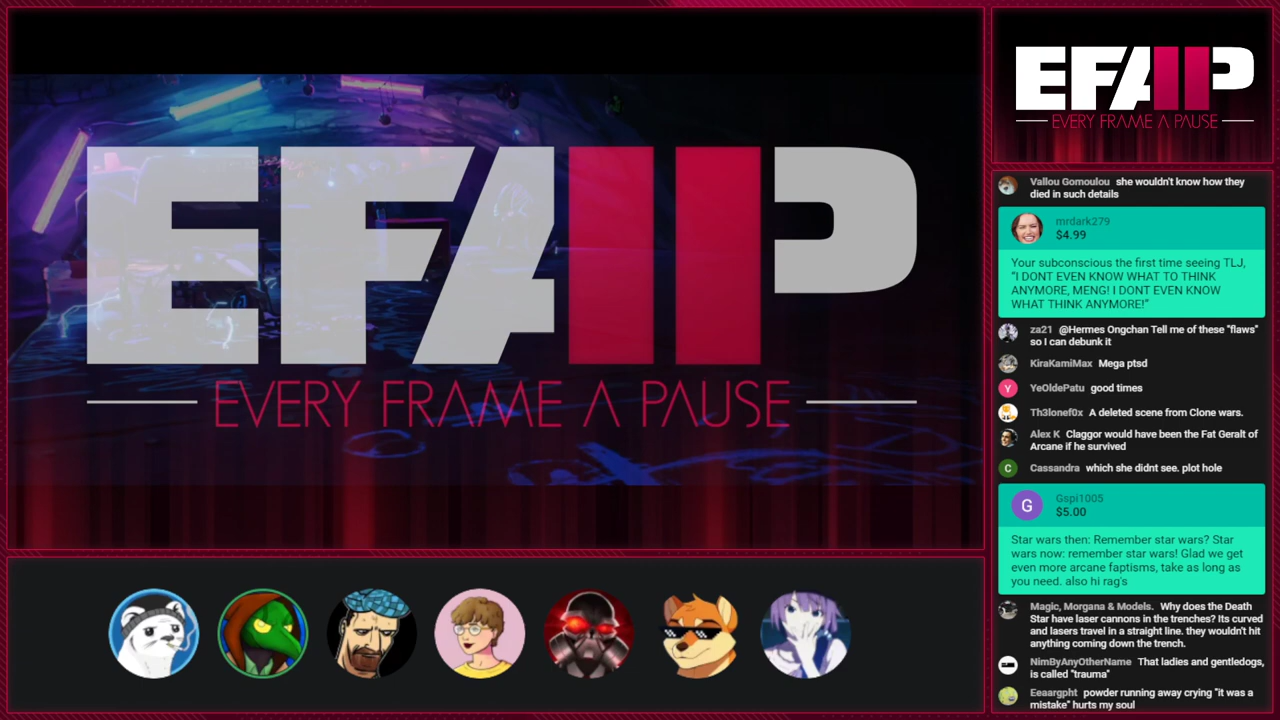 EFAP
EVERY FRAME A PAUSE
EFAP
EVERY FRAME A PAUSE
Vallou Gomoulou she wouldn't know how they
died in such details
mrdark279
$4.99
Your subconscious the first time seeing TLJ,
“I DONT EVEN KNOW WHAT TO THINK
ANYMORE, MENG! I DONT EVEN KNOW
WHAT THINK ANYMORE!”
za21 @Hermes Ongchan Tell me of these "flaws"
so I can debunk it
KiraKamiMax Mega ptsd
Y YeOldePatu good times
Th3lonef0x A deleted scene from Clone wars.
Alex K Claggor would have been the Fat Geralt of
Arcane if he survived
C Cassandra which she didnt see. plot hole
G
Gspi1005
$5.00
Star wars then: Remember star wars? Star
wars now: remember star wars! Glad we get
even more arcane faptisms, take as long as
you need. also hi rag's
Magic, Morgana & Models. Why does the Death
Star have laser cannons in the trenches? Its curved
and lasers travel in a straight line. they wouldn't hit
anything coming down the trench.
NimByAnyOtherName That ladies and gentledogs,
is called "trauma"
Eeaargpht powder running away crying "it was a
mistake" hurts my soul